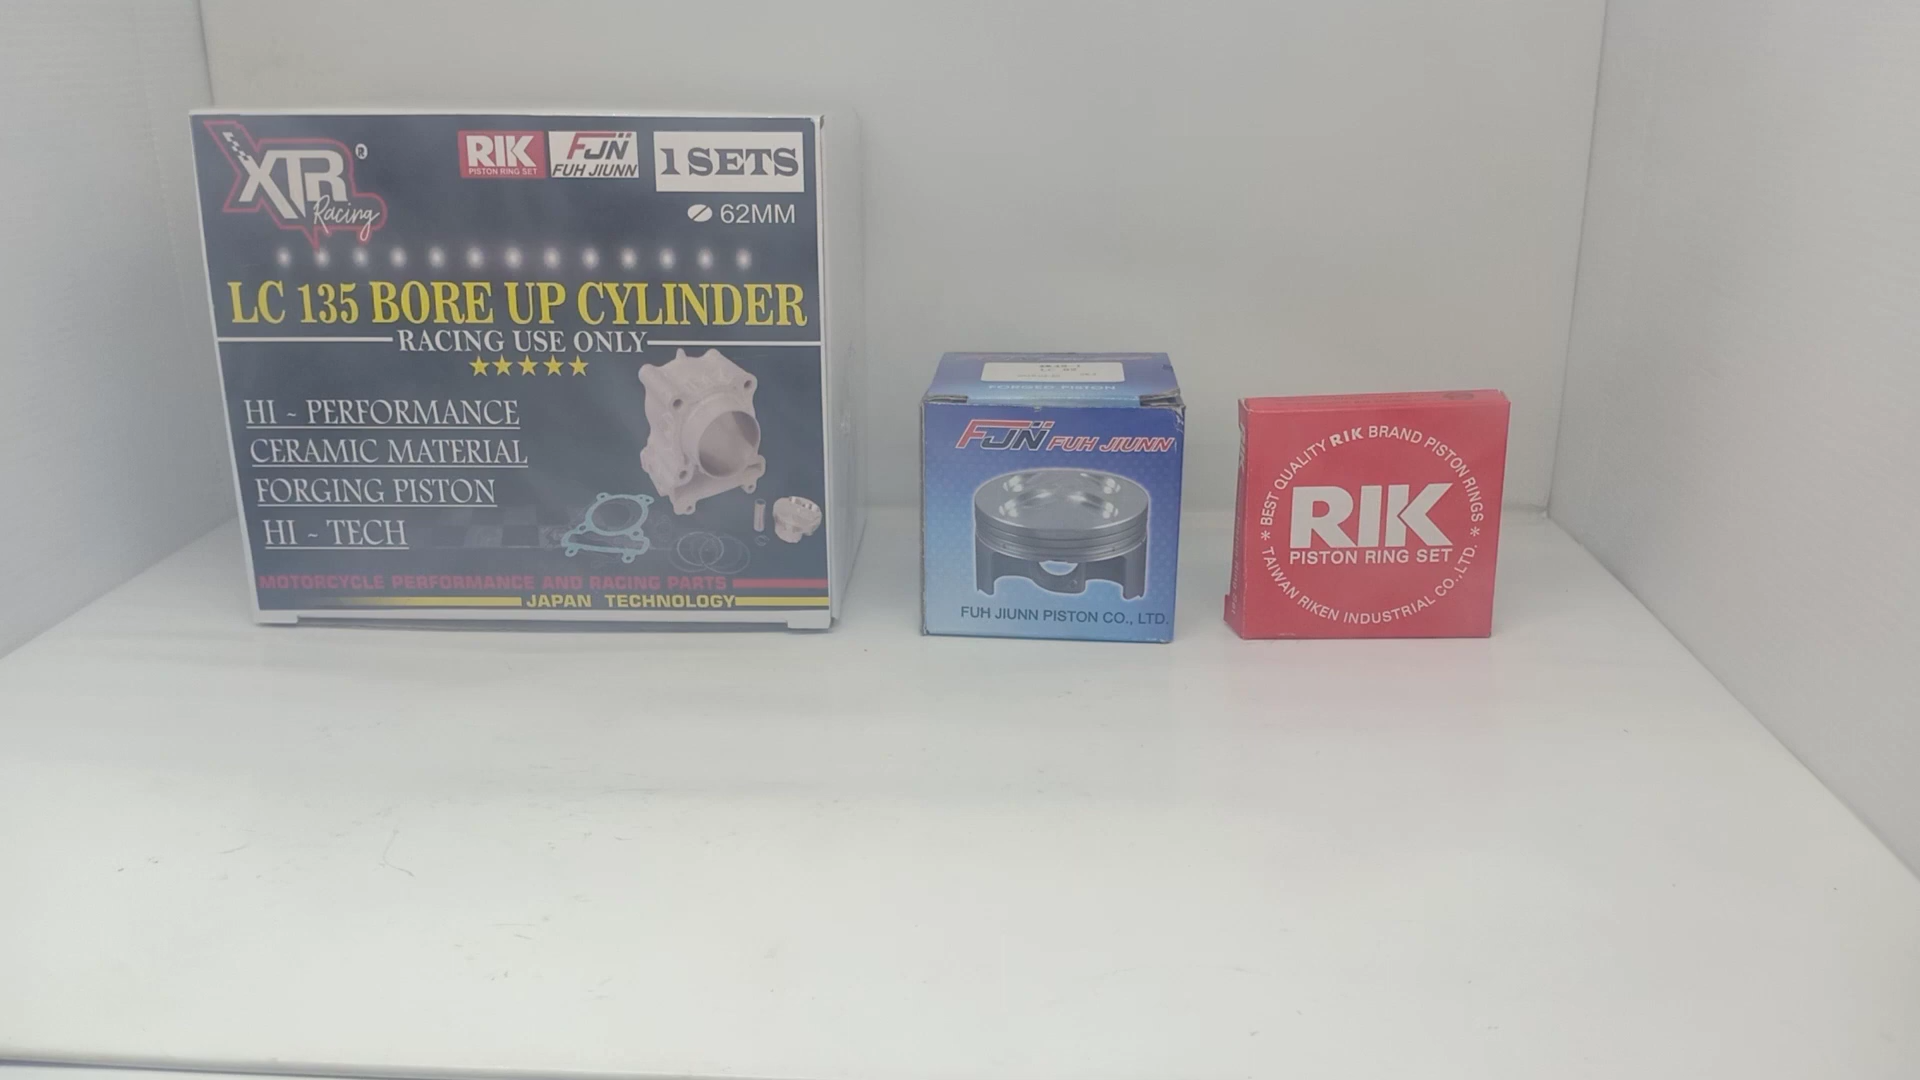 XTR
Racing
®
RIK
PISTON RING SET
FJN
FUH JIUNN
1 SETS
62MM
LC 135 BORE UP CYLINDER
RACING USE ONLY
HI ~ PERFORMANCE
CERAMIC MATERIAL
FORGING PISTON
HI - TECH
MOTORCYCLE PERFORMANCE AND RACING PARTS
JAPAN TECHNOLOGY
FORGED PISTON
FJN FUH JIUNN
FUH JIUNN PISTON CO., LTD.
* BEST QUALITY RIK BRAND PISTON RINGS *
RIK
PISTON RING SET
TAIWAN RIKEN INDUSTRIAL CO.,LTD.